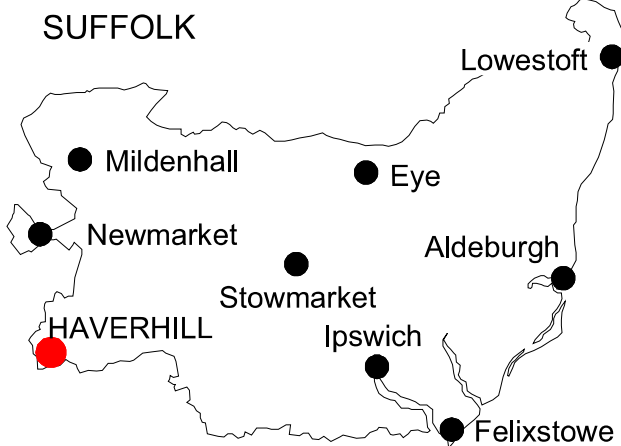 SUFFOLK
Lowestoft
Mildenhall
Eye
Newmarket
Aldeburgh
Stowmarket
HAVERHILL
Ipswich
Felixstowe